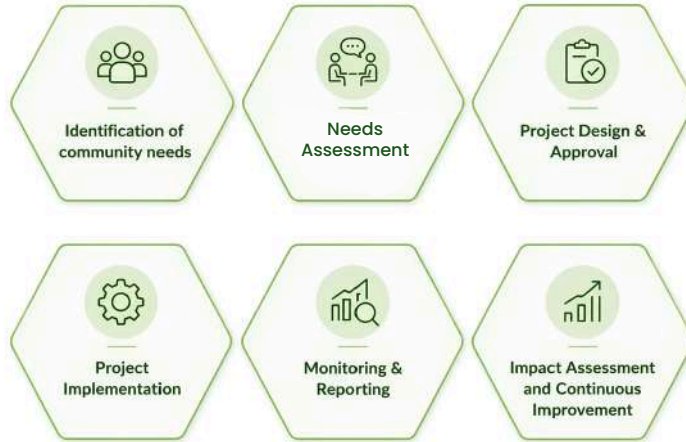 Identification of
community needs
Needs
Assessment
Project Design &
Approval
Project
Implementation
Monitoring &
Reporting
Impact Assessment
and Continuous
Improvement